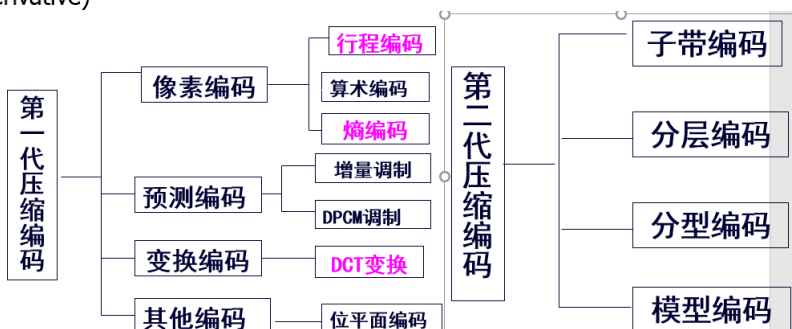 erivative)
第一代压缩编码
像素编码
行程编码
算术编码
熵编码
预测编码
增量调制
DPCM调制
变换编码
DCT变换
其他编码
位平面编码
第二代压缩编码
子带编码
分层编码
分型编码
模型编码